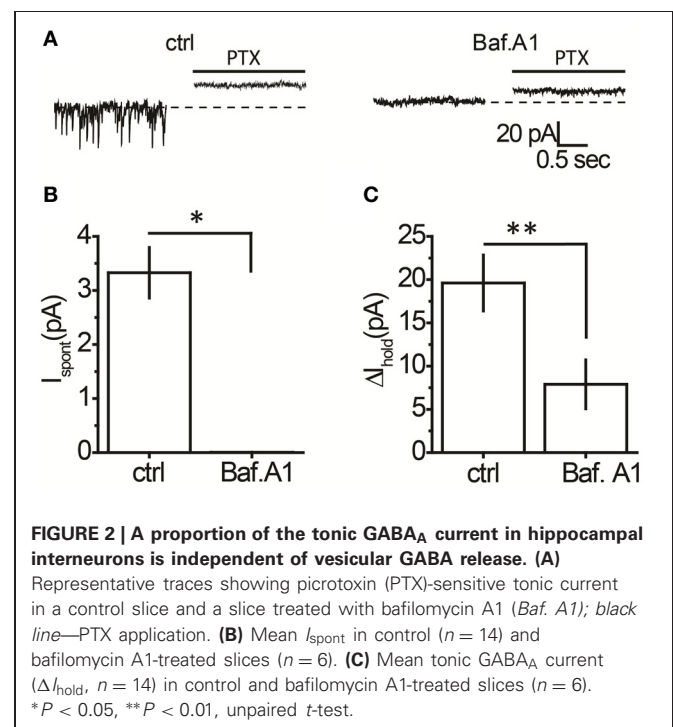 A
ctrl
Baf.A1
PTX
PTX
20 pA
0.5 sec
B
C
*
**
4
3
2
1
0
I_spont(pA)
ctrl
Baf.A1
25
20
15
10
5
0
ΔI_hold(pA)
ctrl
Baf. A1
FIGURE 2 | A proportion of the tonic GABA_A current in hippocampal
interneurons is independent of vesicular GABA release. (A)
Representative traces showing picrotoxin (PTX)-sensitive tonic current
in a control slice and a slice treated with bafilomycin A1 (Baf. A1); black
line—PTX application. (B) Mean I_spont in control (n = 14) and
bafilomycin A1-treated slices (n = 6). (C) Mean tonic GABA_A current
(ΔI_hold, n = 14) in control and bafilomycin A1-treated slices (n = 6).
*P < 0.05, **P < 0.01, unpaired t-test.